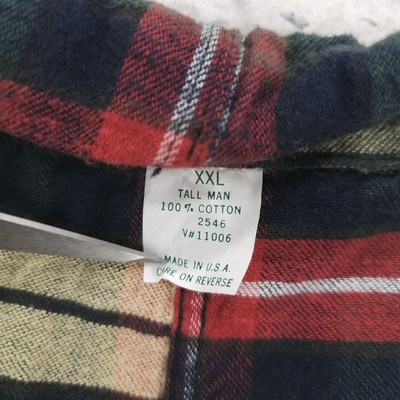 XXL
TALL MAN
100% COTTON
2546
V#11006
MADE IN U.S.A.
CARE ON REVERSE